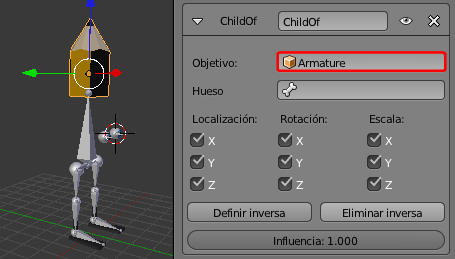 ChildOf ChildOf
Objetivo: Armature
Hueso
Localización: Rotación: Escala:
X X X
Y Y Y
Z Z Z
Definir inversa Eliminar inversa
Influencia: 1.000